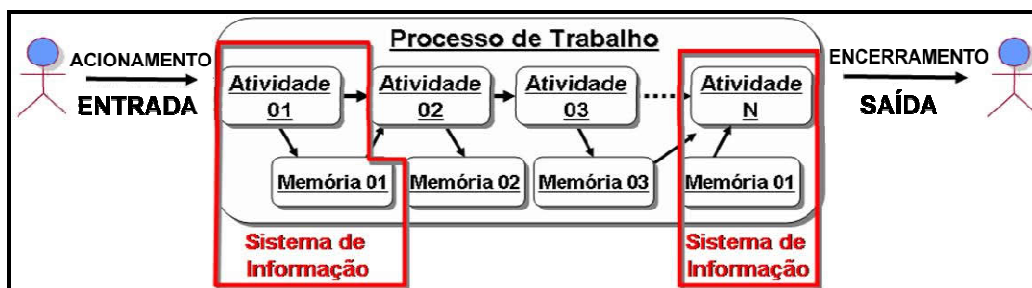 Processo de Trabalho
ACIONAMENTO
ENTRADA
Atividade
01
Atividade
02
Atividade
03
Atividade
N
ENCERRAMENTO
SAÍDA
Memória 01
Memória 02
Memória 03
Memória 01
Sistema de
Informação
Sistema de
Informação